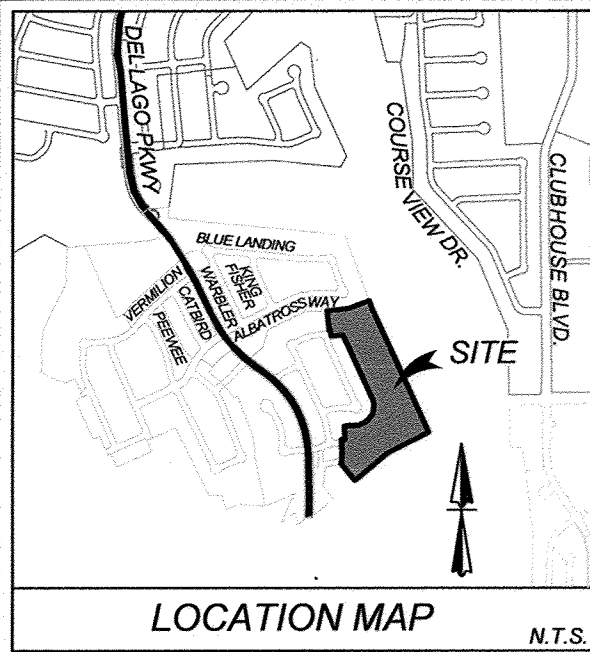 DEL LAGO PKWY
COURSE VIEW DR.
CLUBHOUSE BLVD.
BLUE LANDING
KING
FISHER
VERMILION
WARBLER
CATBIRD
ALBATROSS WAY
PEEWEE
SITE
LOCATION MAP
N.T.S.